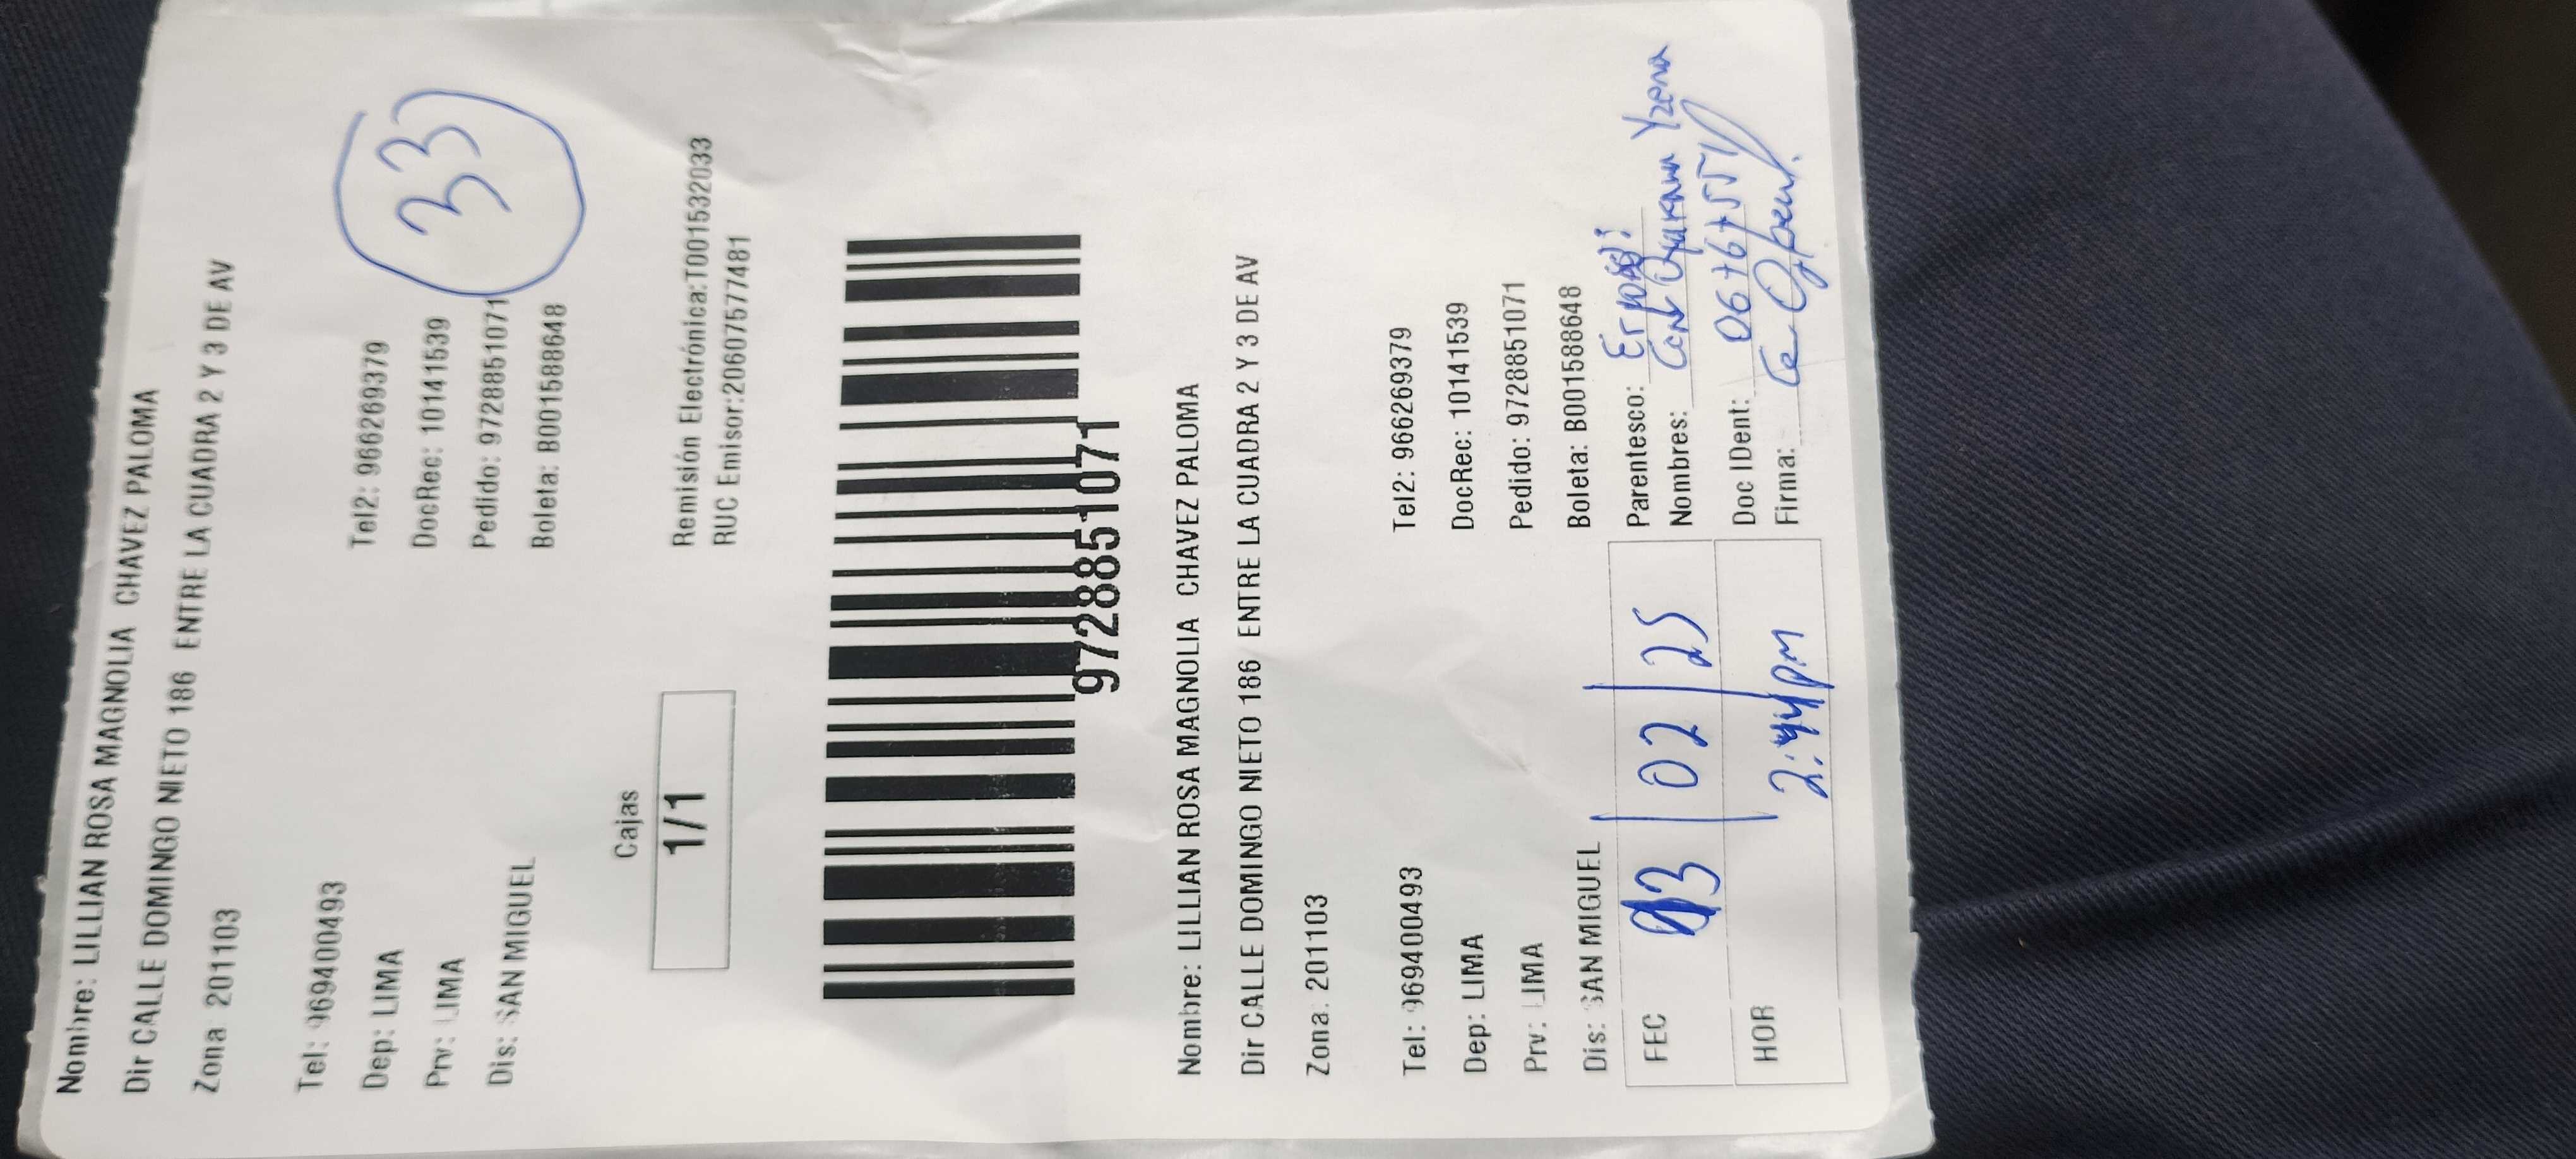 Nombre: LILLIAN ROSA MAGNOLIA CHAVEZ PALOMA
Dir CALLE DOMINGO NIETO 186 ENTRE LA CUADRA 2 Y 3 DE AV
Zona 201103
Tel: 969400493 Tel2: 966269379
Dep: LIMA DocRec: 10141539
Prv: LIMA Pedido: 972885107 1
Dis: SAN MIGUEL Boleta: B0015888648
33
Cajas
1/1
Remisión Electrónica:T001532033
RUC Emisor:20607577481
9728851071
Nombre: LILLIAN ROSA MAGNOLIA CHAVEZ PALOMA
Dir CALLE DOMINGO NIETO 186 ENTRE LA CUADRA 2 Y 3 DE AV
Zona: 201103
Tel: 969400493 Tel2: 966269379
Dep: LIMA DocRec: 10141539
Prv: LIMA Pedido: 9728851071
Dis: SAN MIGUEL Boleta: B0015888648
FEC 03 02 25 Parentesco:
Nombres:
HOR 2:44pm Doc IDent:
Firma: